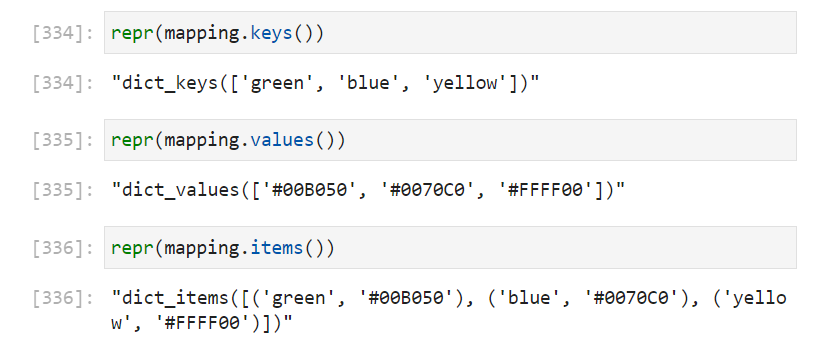 [334]: repr(mapping.keys())
[334]: "dict_keys(['green', 'blue', 'yellow'])"
[335]: repr(mapping.values())
[335]: "dict_values(['#00B050', '#0070C0', '#FFFF00'])"
[336]: repr(mapping.items())
[336]: "dict_items([('green', '#00B050'), ('blue', '#0070C0'), ('yello
w', '#FFFF00')])"